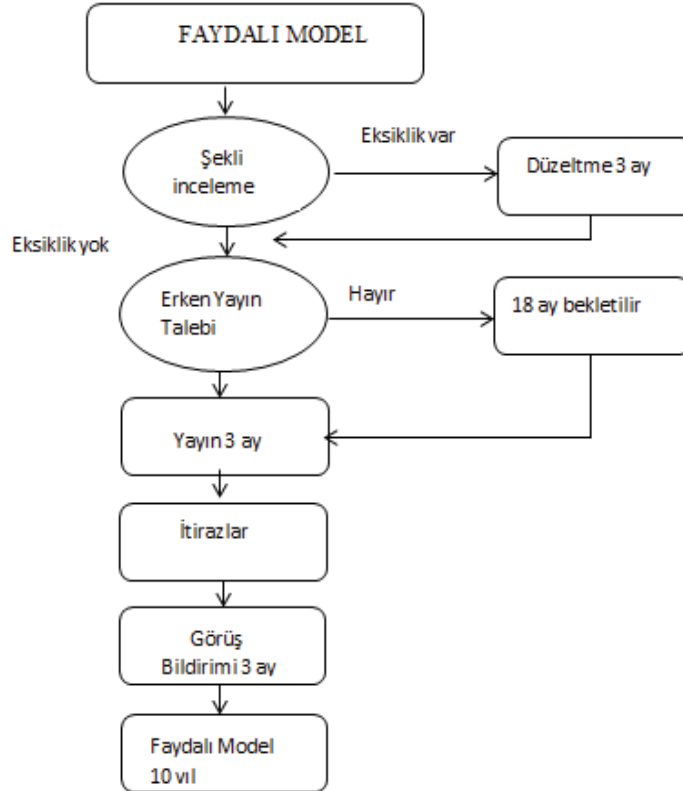 FAYDALI MODEL
Şekli
inceleme
Eksiklik var
Düzeltme 3 ay
Eksiklik yok
Erken Yayın
Talebi
Hayır
18 ay bekletilir
Yayın 3 ay
İtirazlar
Görüş
Bildirimi 3 ay
Faydalı Model
10 yıl